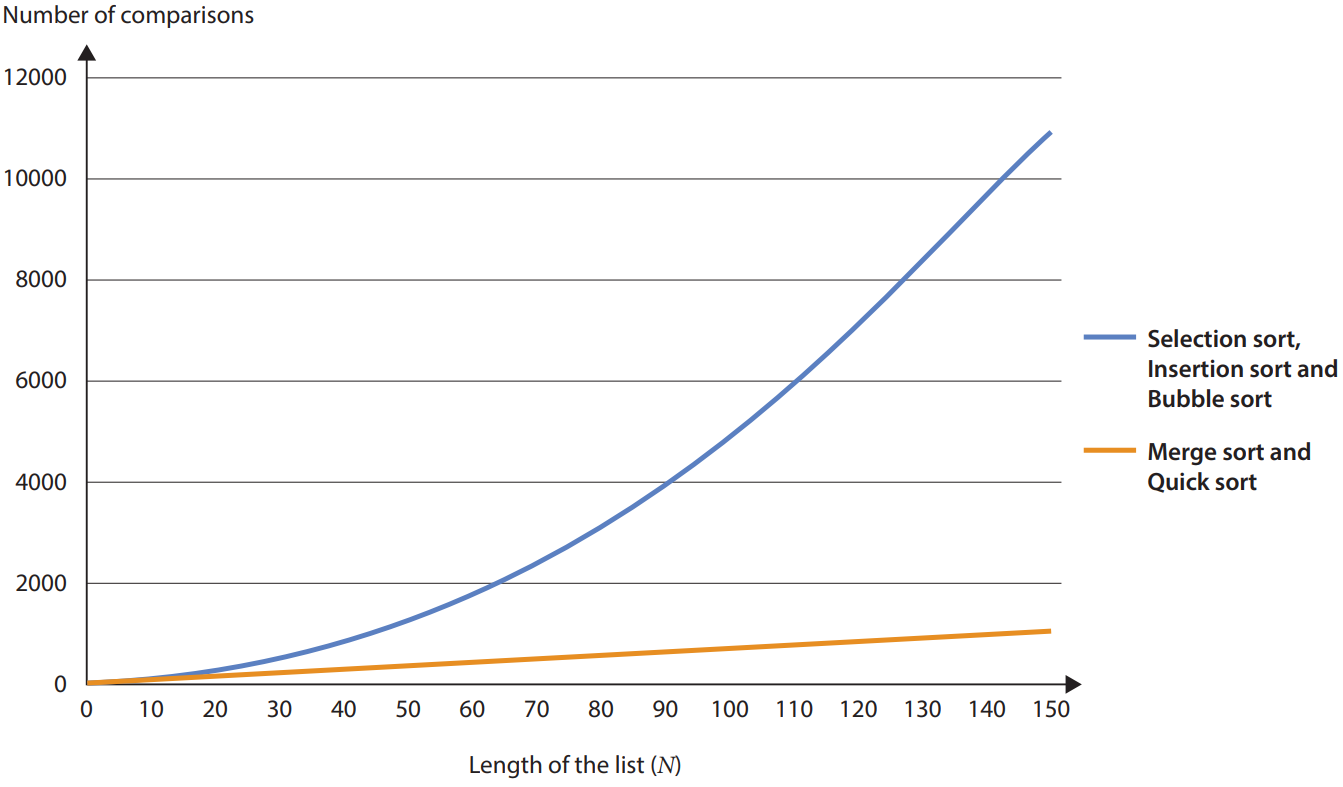 Number of comparisons
12000
10000
8000
6000
4000
2000
0
0 10 20 30 40 50 60 70 80 90 100 110 120 130 140 150
Length of the list (N)
Selection sort,
Insertion sort and
Bubble sort
Merge sort and
Quick sort